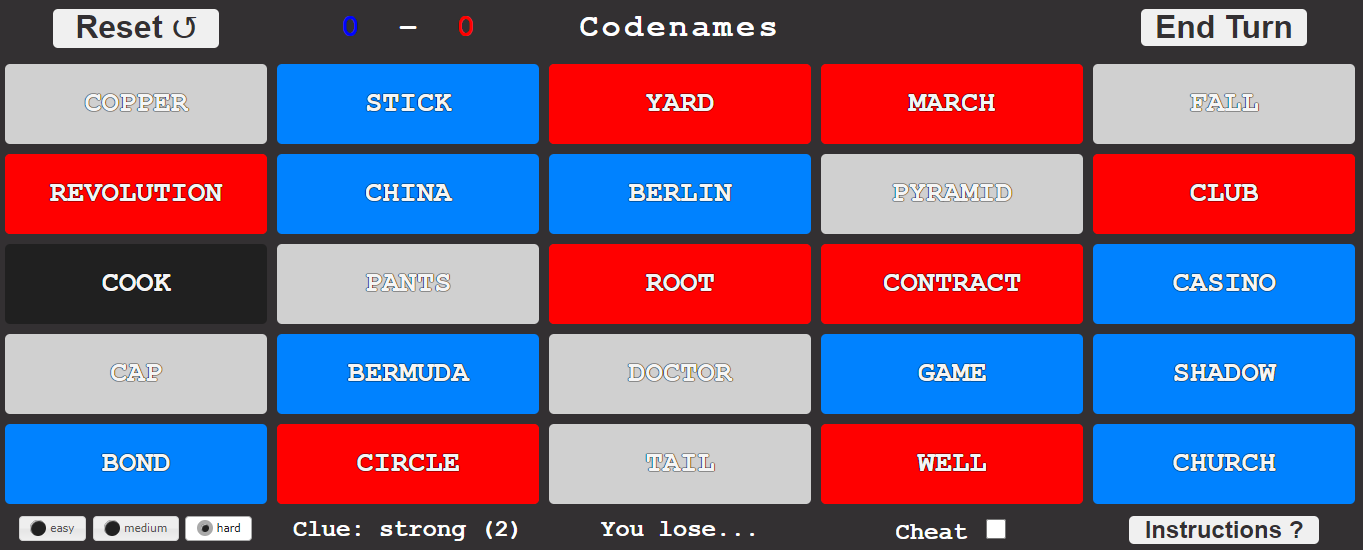 Reset ↺ 0 – 0 Codenames End Turn
COPPER STICK YARD MARCH FALL
REVOLUTION CHINA BERLIN PYRAMID CLUB
COOK PANTS ROOT CONTRACT CASINO
CAP BERMUDA DOCTOR GAME SHADOW
BOND CIRCLE TAIL WELL CHURCH
easy medium hard Clue: strong (2) You lose... Cheat Instructions ?